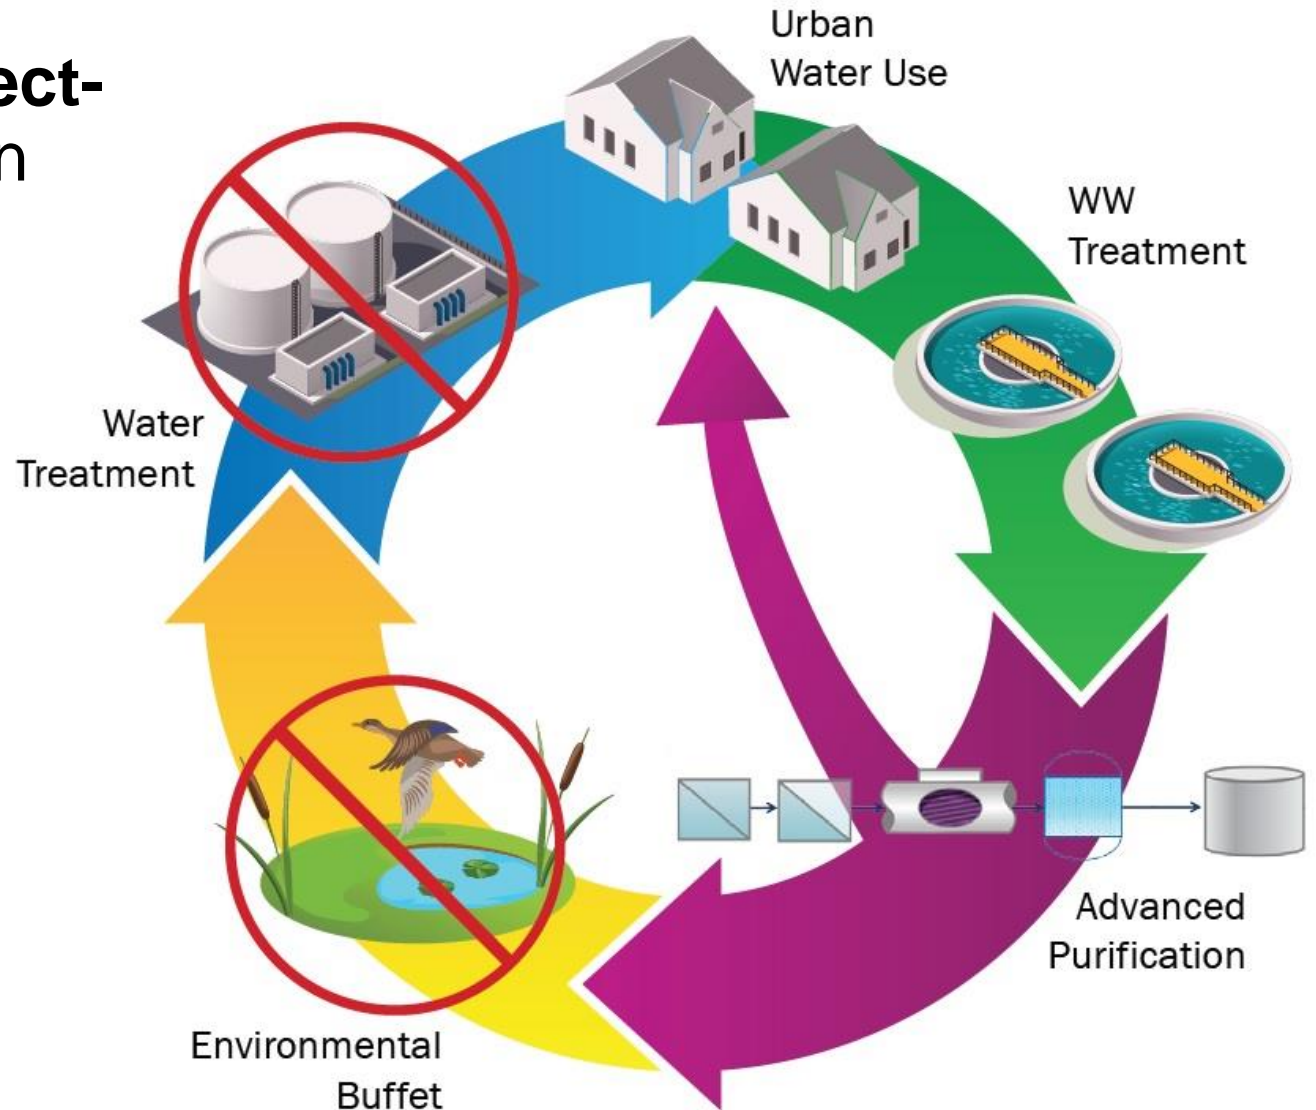 ect-
n
Urban
Water Use
WW
Treatment
Water
Treatment
Advanced
Purification
Environmental
Buffet